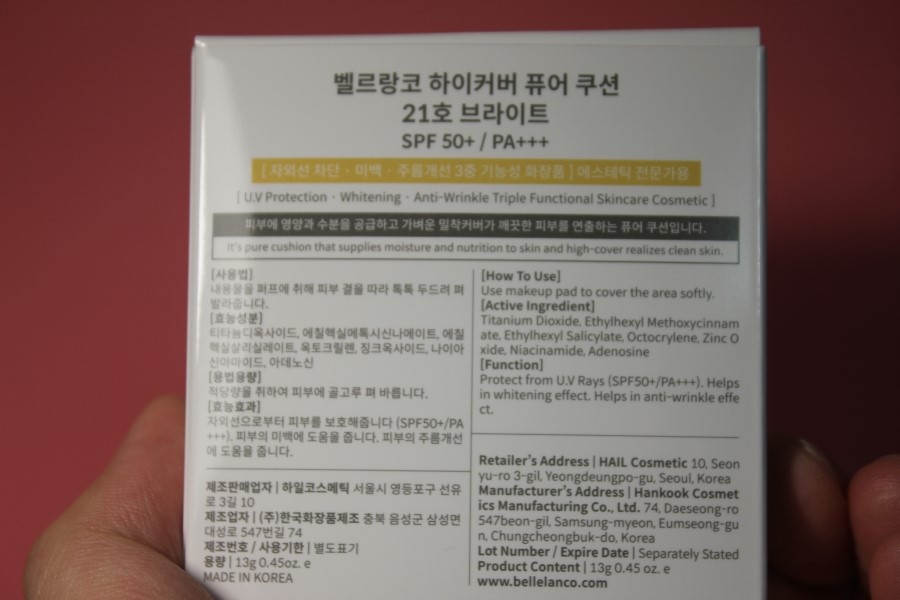 벨르랑코 하이커버 퓨어 쿠션
21호 브라이트
SPF 50+ / PA+++
[ 자외선 차단 · 미백 · 주름개선 3중 기능성 화장품 ] 에스테틱 전문가용
[ U.V Protection · Whitening · Anti-Wrinkle Triple Functional Skincare Cosmetic ]
피부에 영양과 수분을 공급하고 가벼운 밀착커버가 깨끗한 피부를 연출하는 퓨어 쿠션입니다.
It's pure cushion that supplies moisture and nutrition to skin and high-cover realizes clean skin.
[사용법]
내용물을 퍼프에 취해 피부 결을 따라 톡톡 두드려 펴
발라줍니다.
[효능성분]
티타늄디옥사이드, 에칠헥실메톡시신나메이트, 에칠
헥실살리실레이트, 옥토크릴렌, 징크옥사이드, 나이아
신아마이드, 아데노신
[용법용량]
적당량을 취하여 피부에 골고루 펴 바릅니다.
[효능효과]
자외선으로부터 피부를 보호해줍니다 (SPF50+/PA
+++). 피부의 미백에 도움을 줍니다. 피부의 주름개선
에 도움을 줍니다.
제조판매업자 | 하일코스메틱 서울시 영등포구 선유
로 3길 10
제조업자 | (주)한국화장품제조 충북 음성군 삼성면
대성로 547번길 74
제조번호 / 사용기한 | 별도표기
용량 | 13g 0.45oz. e
MADE IN KOREA
[How To Use]
Use makeup pad to cover the area softly.
[Active Ingredient]
Titanium Dioxide, Ethylhexyl Methoxycinnam
ate, Ethylhexyl Salicylate, Octocrylene, Zinc O
xide, Niacinamide, Adenosine
[Function]
Protect from U.V Rays (SPF50+/PA+++). Helps
in whitening effect. Helps in anti-wrinkle effe
ct.
Retailer's Address | HAIL Cosmetic 10, Seon
yu-ro 3-gil, Yeongdeungpo-gu, Seoul, Korea
Manufacturer's Address | Hankook Cosmet
ics Manufacturing Co., Ltd. 74, Daeseong-ro
547beon-gil, Samsung-myeon, Eumseong-gu
n, Chungcheongbuk-do, Korea
Lot Number / Expire Date | Separately Stated
Product Content | 13g 0.45 oz. e
www.bellelanco.com